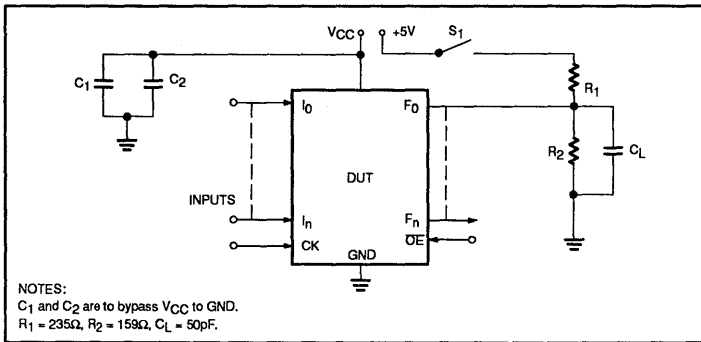 VCC +5V S1
C1 C2 R1
I0 F0
R2 CL
DUT
INPUTS
In Fn
CK OE
GND
NOTES:
C1 and C2 are to bypass VCC to GND.
R1 = 235Ω, R2 = 159Ω, CL = 50pF.